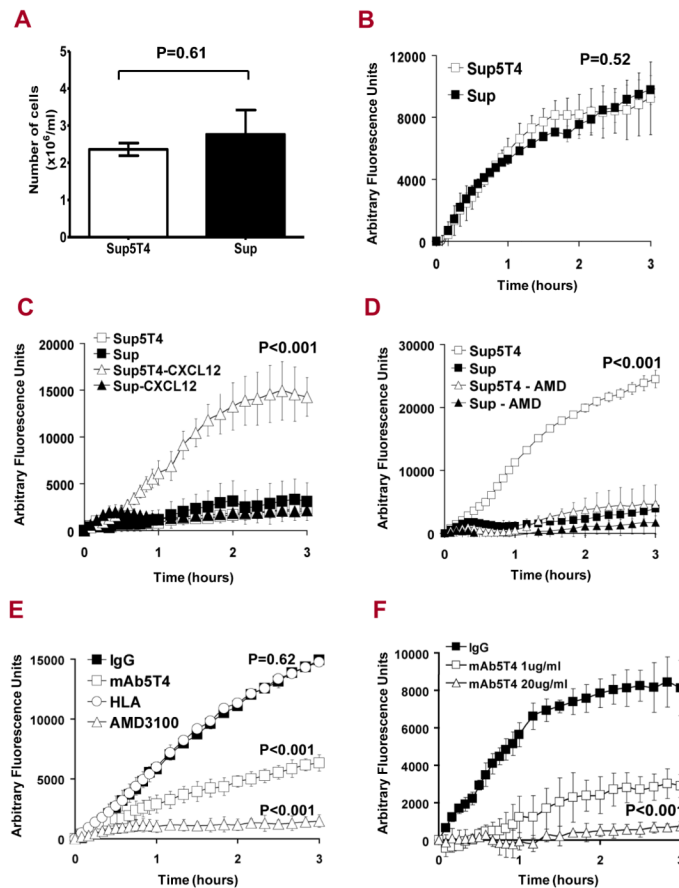 A
P=0.61
Number of cells
(x10⁶/ml)
5
4
3
2
1
0
Sup5T4 Sup
B
P=0.52
Sup5T4
Sup
Arbitrary Fluorescence Units
12000
8000
4000
0
0 1 2 3
Time (hours)
C
Sup5T4
Sup
Sup5T4-CXCL12
Sup-CXCL12
P<0.001
Arbitrary Fluorescence Units
20000
15000
10000
5000
0
0 1 2 3
Time (hours)
D
Sup5T4
Sup
Sup5T4 - AMD
Sup - AMD
P<0.001
Arbitrary Fluorescence Units
30000
20000
10000
0
0 1 2 3
Time (hours)
E
IgG
mAb5T4
HLA
AMD3100
P=0.62
P<0.001
P<0.001
Arbitrary Fluorescence Units
15000
10000
5000
0
0 1 2 3
Time (hours)
F
IgG
mAb5T4 1ug/ml
mAb5T4 20ug/ml
P<0.001
Arbitrary Fluorescence Units
10000
8000
6000
4000
2000
0
0 1 2 3
Time (hours)